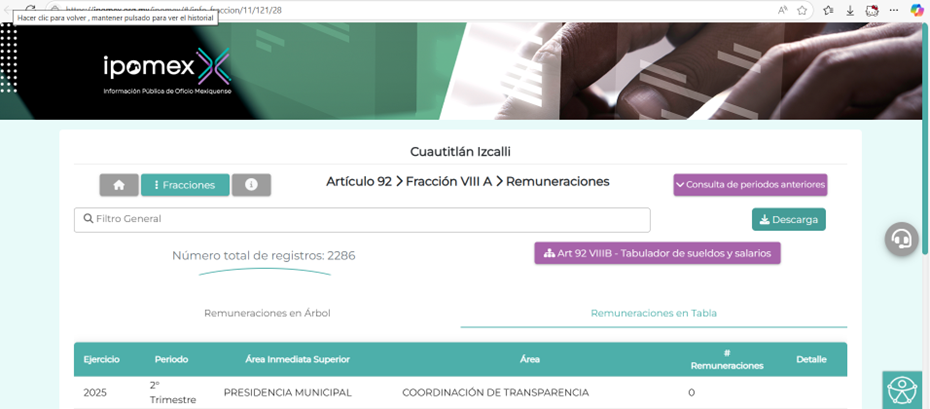 https://ipomex.org.mx/ipomex/#/info_fraccion/11/121/28
Hacer clic para volver , mantener pulsado para ver el historial
ipomex
Información Pública de Oficio Mexiquense
Cuautitlán Izcalli
Fracciones
Artículo 92 > Fracción VIII A > Remuneraciones
Consulta de periodos anteriores
Filtro General
Descarga
Número total de registros: 2286
Art 92 VIIIB - Tabulador de sueldos y salarios
Remuneraciones en Árbol
Remuneraciones en Tabla
Ejercicio Periodo Área Inmediata Superior Área # Remuneraciones Detalle
2025 2° Trimestre PRESIDENCIA MUNICIPAL COORDINACIÓN DE TRANSPARENCIA 0